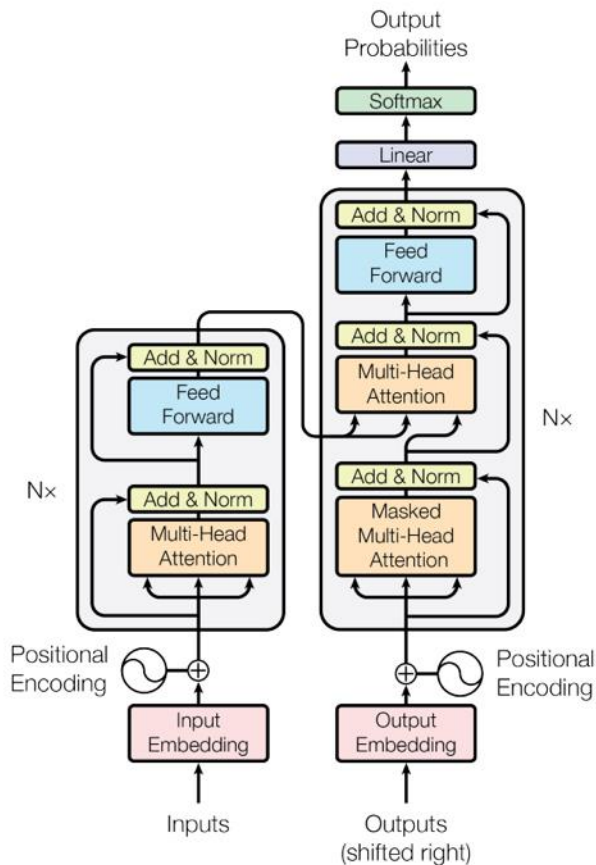 Output
Probabilities
Softmax
Linear
Add & Norm
Feed
Forward
Add & Norm
Multi-Head
Attention
Nx
Add & Norm
Masked
Multi-Head
Attention
Add & Norm
Feed
Forward
Nx
Add & Norm
Multi-Head
Attention
Positional
Encoding
Positional
Encoding
Input
Embedding
Output
Embedding
Inputs
Outputs
(shifted right)